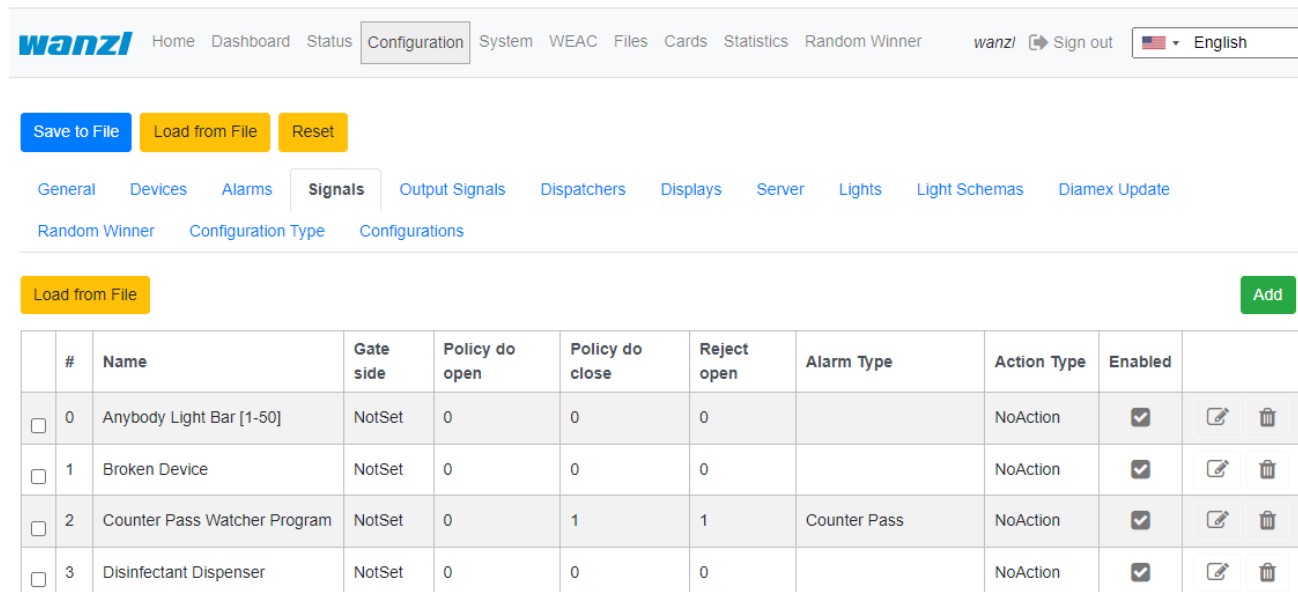 wanzl Home Dashboard Status Configuration System WEAC Files Cards Statistics Random Winner wanzl Sign out English
Save to File Load from File Reset
General Devices Alarms Signals Output Signals Dispatchers Displays Server Lights Light Schemas Diamex Update
Random Winner Configuration Type Configurations
Load from File Add
# Name Gate side Policy do open Policy do close Reject open Alarm Type Action Type Enabled
0 Anybody Light Bar [1-50] NotSet 0 0 0 NoAction
1 Broken Device NotSet 0 0 0 NoAction
2 Counter Pass Watcher Program NotSet 0 1 1 Counter Pass NoAction
3 Disinfectant Dispenser NotSet 0 0 0 NoAction